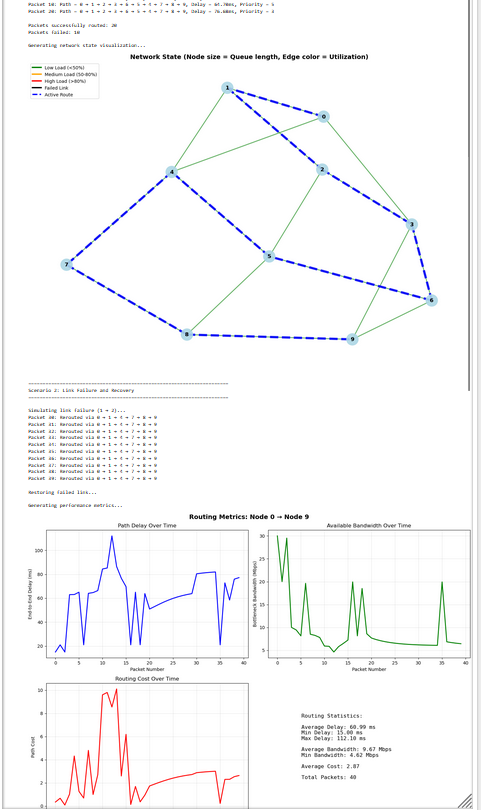 Packet 10: Path = 0 → 1 → 2 → 3 → 6 → 5 → 4 → 7 → 8 → 9, Delay = 64.70ms, Priority = 5
Packet 20: Path = 0 → 1 → 2 → 3 → 6 → 5 → 4 → 7 → 8 → 9, Delay = 76.68ms, Priority = 3
Packets successfully routed: 20
Packets failed: 10
Generating network state visualization...
Network State (Node size = Queue length, Edge color = Utilization)
Low Load (<50%)
Medium Load (50-80%)
High Load (>80%)
Failed Link
Active Route
1
0
4
2
3
5
7
6
8
9
Scenario 2: Link Failure and Recovery
Simulating link failure (1 → 2)...
Packet 30: Rerouted via 0 → 1 → 4 → 7 → 8 → 9
Packet 31: Rerouted via 0 → 1 → 4 → 7 → 8 → 9
Packet 32: Rerouted via 0 → 1 → 4 → 7 → 8 → 9
Packet 33: Rerouted via 0 → 1 → 4 → 7 → 8 → 9
Packet 34: Rerouted via 0 → 1 → 4 → 7 → 8 → 9
Packet 35: Rerouted via 0 → 1 → 4 → 7 → 8 → 9
Packet 36: Rerouted via 0 → 1 → 4 → 7 → 8 → 9
Packet 37: Rerouted via 0 → 1 → 4 → 7 → 8 → 9
Packet 38: Rerouted via 0 → 1 → 4 → 7 → 8 → 9
Packet 39: Rerouted via 0 → 1 → 4 → 7 → 8 → 9
Restoring failed link...
Generating performance metrics...
Routing Metrics: Node 0 → Node 9
Path Delay Over Time
End-to-End Delay (ms)
100
80
60
40
20
0 5 10 15 20 25 30 35 40
Packet Number
Available Bandwidth Over Time
Bottleneck Bandwidth (Mbps)
30
25
20
15
10
5
0 5 10 15 20 25 30 35 40
Packet Number
Routing Cost Over Time
Path Cost
10
8
6
4
2
0
Routing Statistics:
Average Delay: 60.99 ms
Min Delay: 15.00 ms
Max Delay: 112.10 ms
Average Bandwidth: 9.67 Mbps
Min Bandwidth: 4.62 Mbps
Average Cost: 2.87
Total Packets: 40